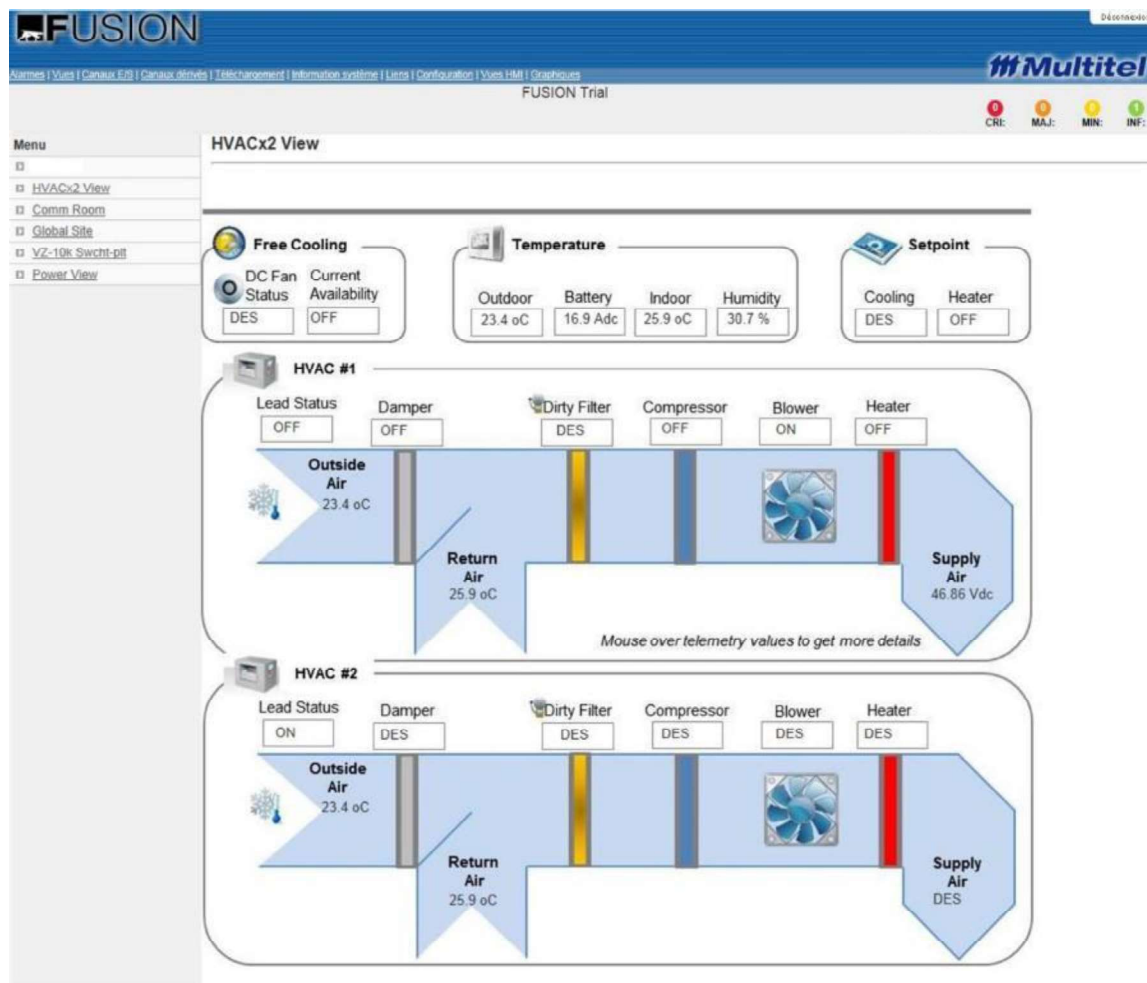 Déconnexion
FUSION
Multitel
Alarmes | Vues | Canaux E/S | Canaux dérivés | Téléchargement | Information système | Liens | Configuration | Vues HMI | Graphiques
FUSION Trial
0 0 0 1
CRI: MAJ: MIN: INF:
Menu
HVACx2 View
Comm Room
Global Site
VZ-10k Swcht-plt
Power View
HVACx2 View
Free Cooling
DC Fan Status
Current Availability
DES OFF
Temperature
Outdoor Battery Indoor Humidity
23.4 oC 16.9 Adc 25.9 oC 30.7 %
Setpoint
Cooling Heater
DES OFF
HVAC #1
Lead Status Damper Dirty Filter Compressor Blower Heater
OFF OFF DES OFF ON OFF
Outside
Air
23.4 oC
Return
Air
25.9 oC
Supply
Air
46.86 Vdc
Mouse over telemetry values to get more details
HVAC #2
Lead Status Damper Dirty Filter Compressor Blower Heater
ON DES DES DES DES DES
Outside
Air
23.4 oC
Return
Air
25.9 oC
Supply
Air
DES